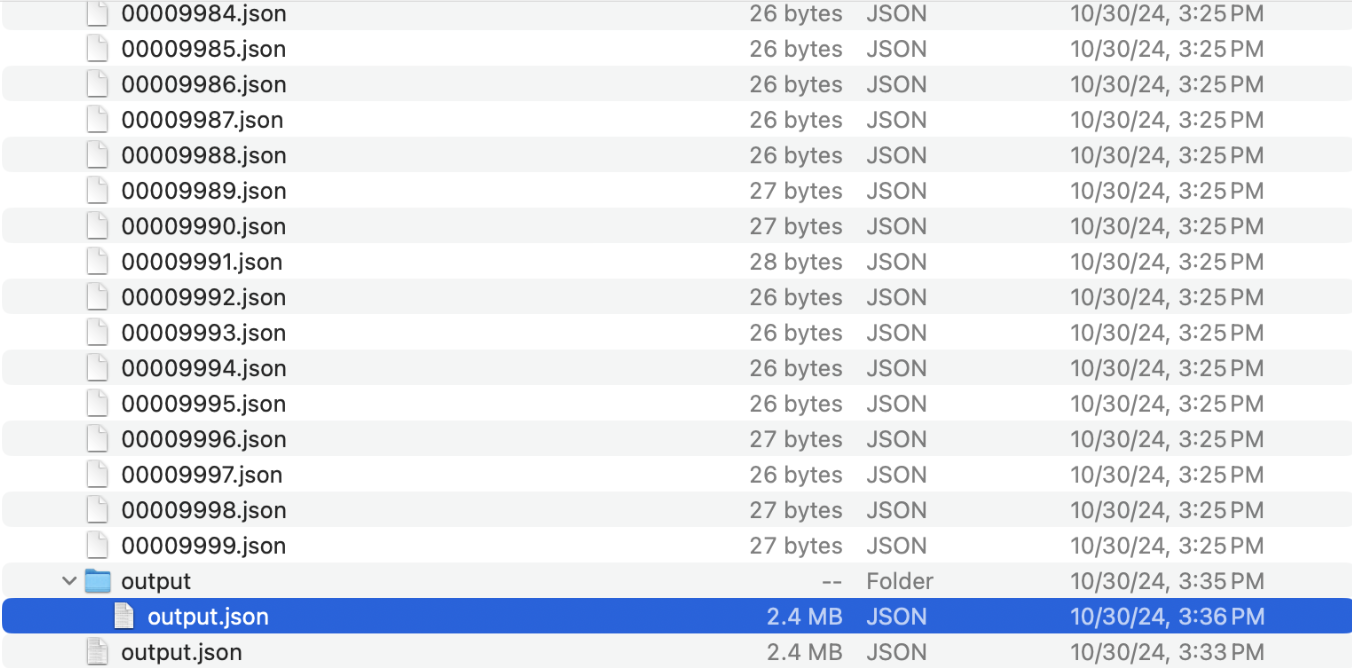 00009984.json 26 bytes JSON 10/30/24, 3:25 PM
00009985.json 26 bytes JSON 10/30/24, 3:25 PM
00009986.json 26 bytes JSON 10/30/24, 3:25 PM
00009987.json 26 bytes JSON 10/30/24, 3:25 PM
00009988.json 26 bytes JSON 10/30/24, 3:25 PM
00009989.json 27 bytes JSON 10/30/24, 3:25 PM
00009990.json 27 bytes JSON 10/30/24, 3:25 PM
00009991.json 28 bytes JSON 10/30/24, 3:25 PM
00009992.json 26 bytes JSON 10/30/24, 3:25 PM
00009993.json 26 bytes JSON 10/30/24, 3:25 PM
00009994.json 26 bytes JSON 10/30/24, 3:25 PM
00009995.json 26 bytes JSON 10/30/24, 3:25 PM
00009996.json 27 bytes JSON 10/30/24, 3:25 PM
00009997.json 26 bytes JSON 10/30/24, 3:25 PM
00009998.json 27 bytes JSON 10/30/24, 3:25 PM
00009999.json 27 bytes JSON 10/30/24, 3:25 PM
output -- Folder 10/30/24, 3:35 PM
output.json 2.4 MB JSON 10/30/24, 3:36 PM
output.json 2.4 MB JSON 10/30/24, 3:33 PM